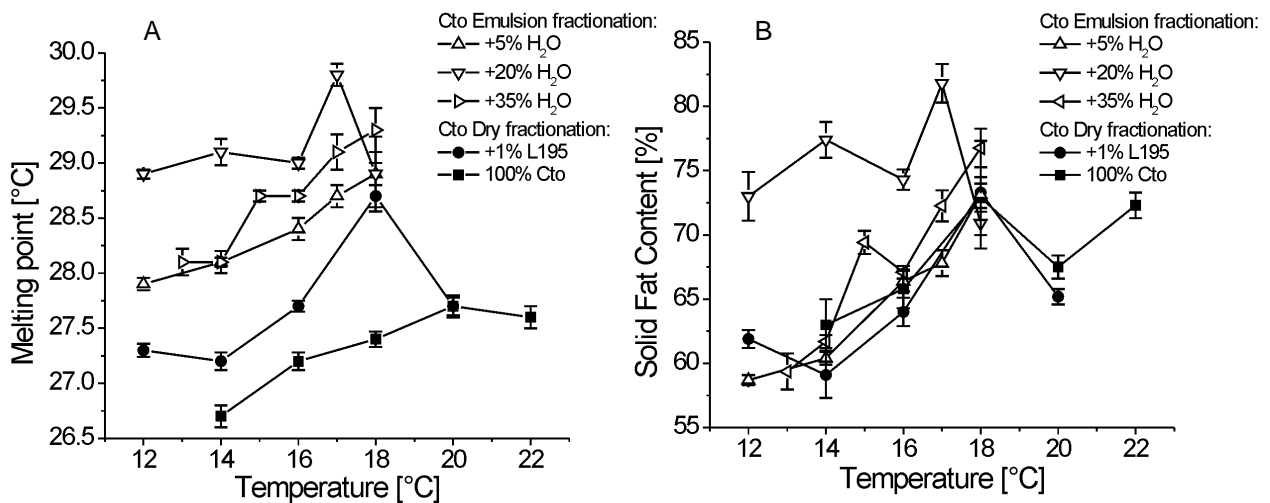 A
Cto Emulsion fractionation:
+5% H₂O
+20% H₂O
+35% H₂O
Cto Dry fractionation:
+1% L195
100% Cto
30.0
29.5
29.0
28.5
28.0
27.5
27.0
26.5
Melting point [°C]
12 14 16 18 20 22
Temperature [°C]
B
Cto Emulsion fractionation:
+5% H₂O
+20% H₂O
+35% H₂O
Cto Dry fractionation:
+1% L195
100% Cto
85
80
75
70
65
60
55
Solid Fat Content [%]
12 14 16 18 20 22
Temperature [°C]